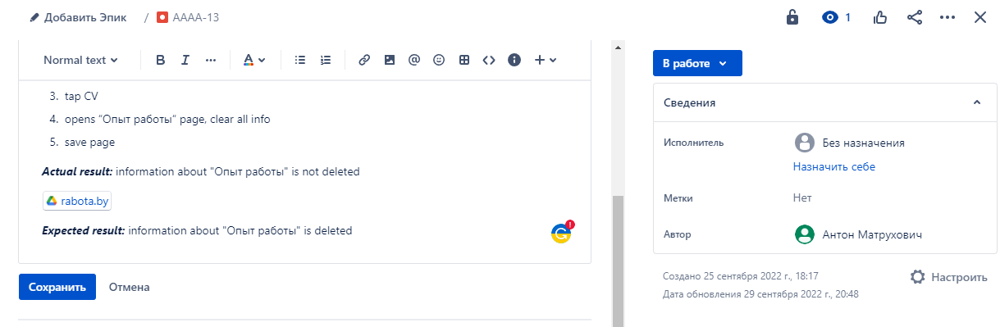 Добавить Эпик / AAAA-13
1
Normal text B I ... A
3. tap CV
4. opens "Опыт работы" page, clear all info
5. save page
Actual result: information about "Опыт работы" is not deleted
rabota.by
Expected result: information about "Опыт работы" is deleted
!
Сохранить Отмена
В работе
Сведения
Исполнитель Без назначения
Назначить себе
Метки Нет
Автор Антон Матрухович
Создано 25 сентября 2022 г., 18:17
Настроить
Дата обновления 29 сентября 2022 г., 20:48